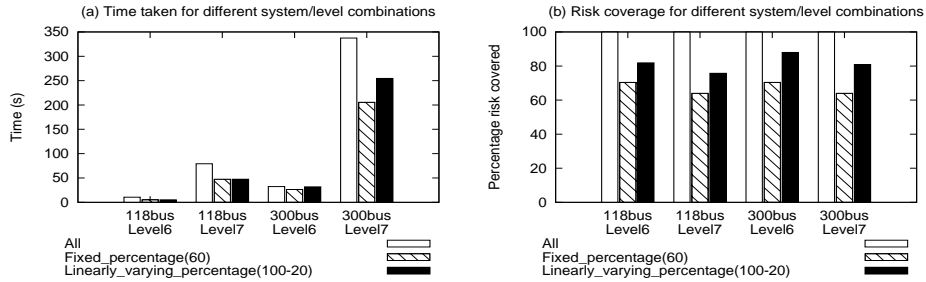 (a) Time taken for different system/level combinations
350
300
250
200
150
100
50
0
Time (s)
118bus 118bus 300bus 300bus
Level6 Level7 Level6 Level7
All
Fixed_percentage(60)
Linearly_varying_percentage(100-20)
(b) Risk coverage for different system/level combinations
100
80
60
40
20
0
Percentage risk covered
118bus 118bus 300bus 300bus
Level6 Level7 Level6 Level7
All
Fixed_percentage(60)
Linearly_varying_percentage(100-20)